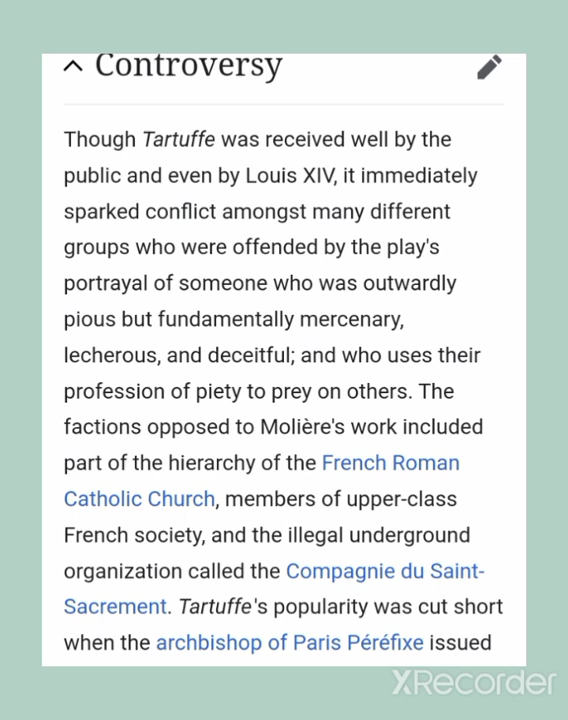 Controversy
Though Tartuffe was received well by the
public and even by Louis XIV, it immediately
sparked conflict amongst many different
groups who were offended by the play's
portrayal of someone who was outwardly
pious but fundamentally mercenary,
lecherous, and deceitful; and who uses their
profession of piety to prey on others. The
factions opposed to Molière's work included
part of the hierarchy of the French Roman
Catholic Church, members of upper-class
French society, and the illegal underground
organization called the Compagnie du Saint-
Sacrement. Tartuffe's popularity was cut short
when the archbishop of Paris Péréfixe issued
XRecorder